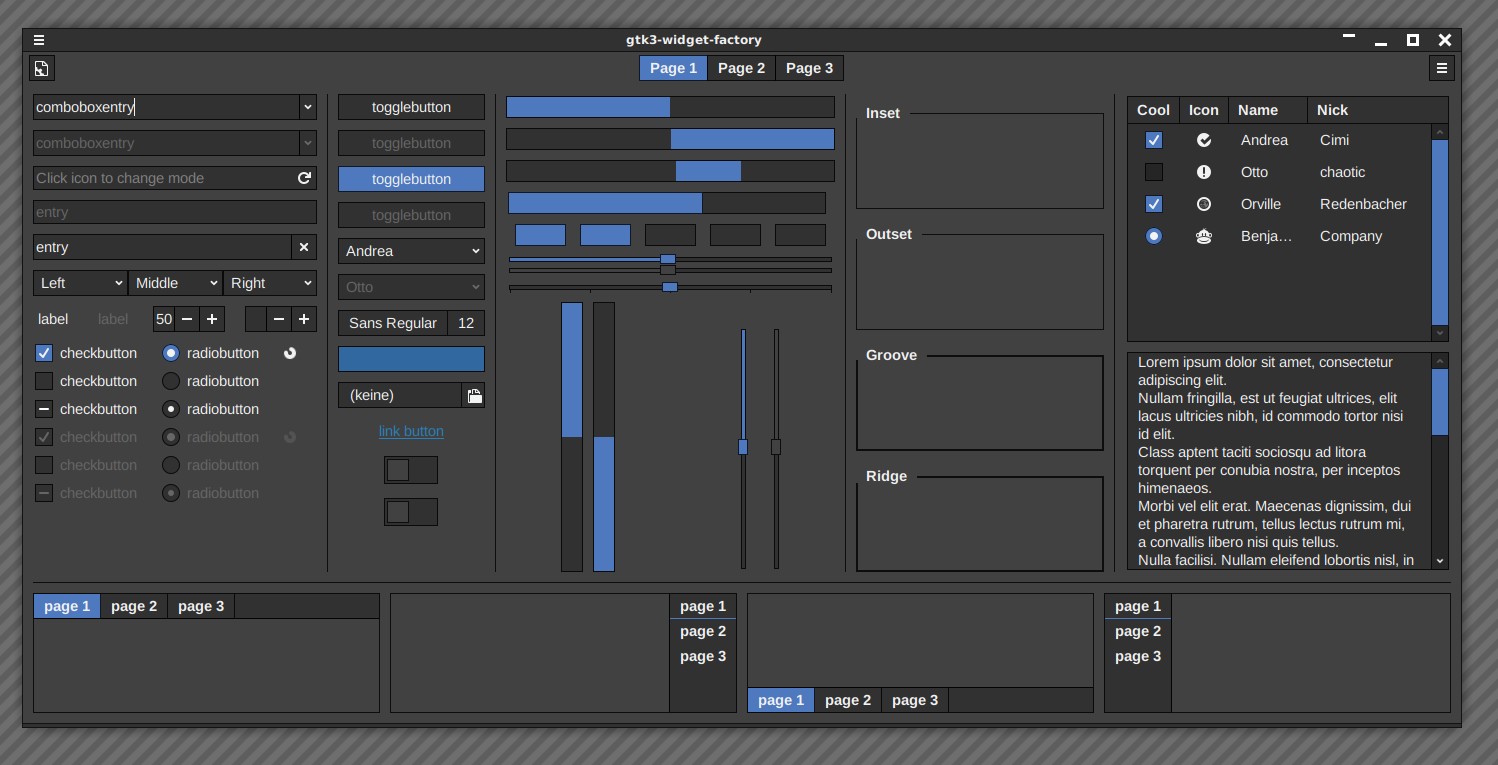 gtk3-widget-factory
Page 1 Page 2 Page 3
comboboxentry
comboboxentry
Click icon to change mode
entry
entry
Left Middle Right
label label 50
checkbutton radiobutton
checkbutton radiobutton
checkbutton radiobutton
checkbutton radiobutton
checkbutton radiobutton
checkbutton radiobutton
togglebutton
togglebutton
togglebutton
togglebutton
Andrea
Otto
Sans Regular 12
(keine)
link button
Inset
Outset
Groove
Ridge
Cool Icon Name Nick
Andrea Cimi
Otto chaotic
Orville Redenbacher
Benja… Company
Lorem ipsum dolor sit amet, consectetur
adipiscing elit.
Nullam fringilla, est ut feugiat ultrices, elit
lacus ultricies nibh, id commodo tortor nisi
id elit.
Class aptent taciti sociosqu ad litora
torquent per conubia nostra, per inceptos
himenaeos.
Morbi vel elit erat. Maecenas dignissim, dui
et pharetra rutrum, tellus lectus rutrum mi,
a convallis libero nisi quis tellus.
Nulla facilisi. Nullam eleifend lobortis nisl, in
page 1 page 2 page 3
page 1
page 2
page 3
page 1 page 2 page 3
page 1
page 2
page 3